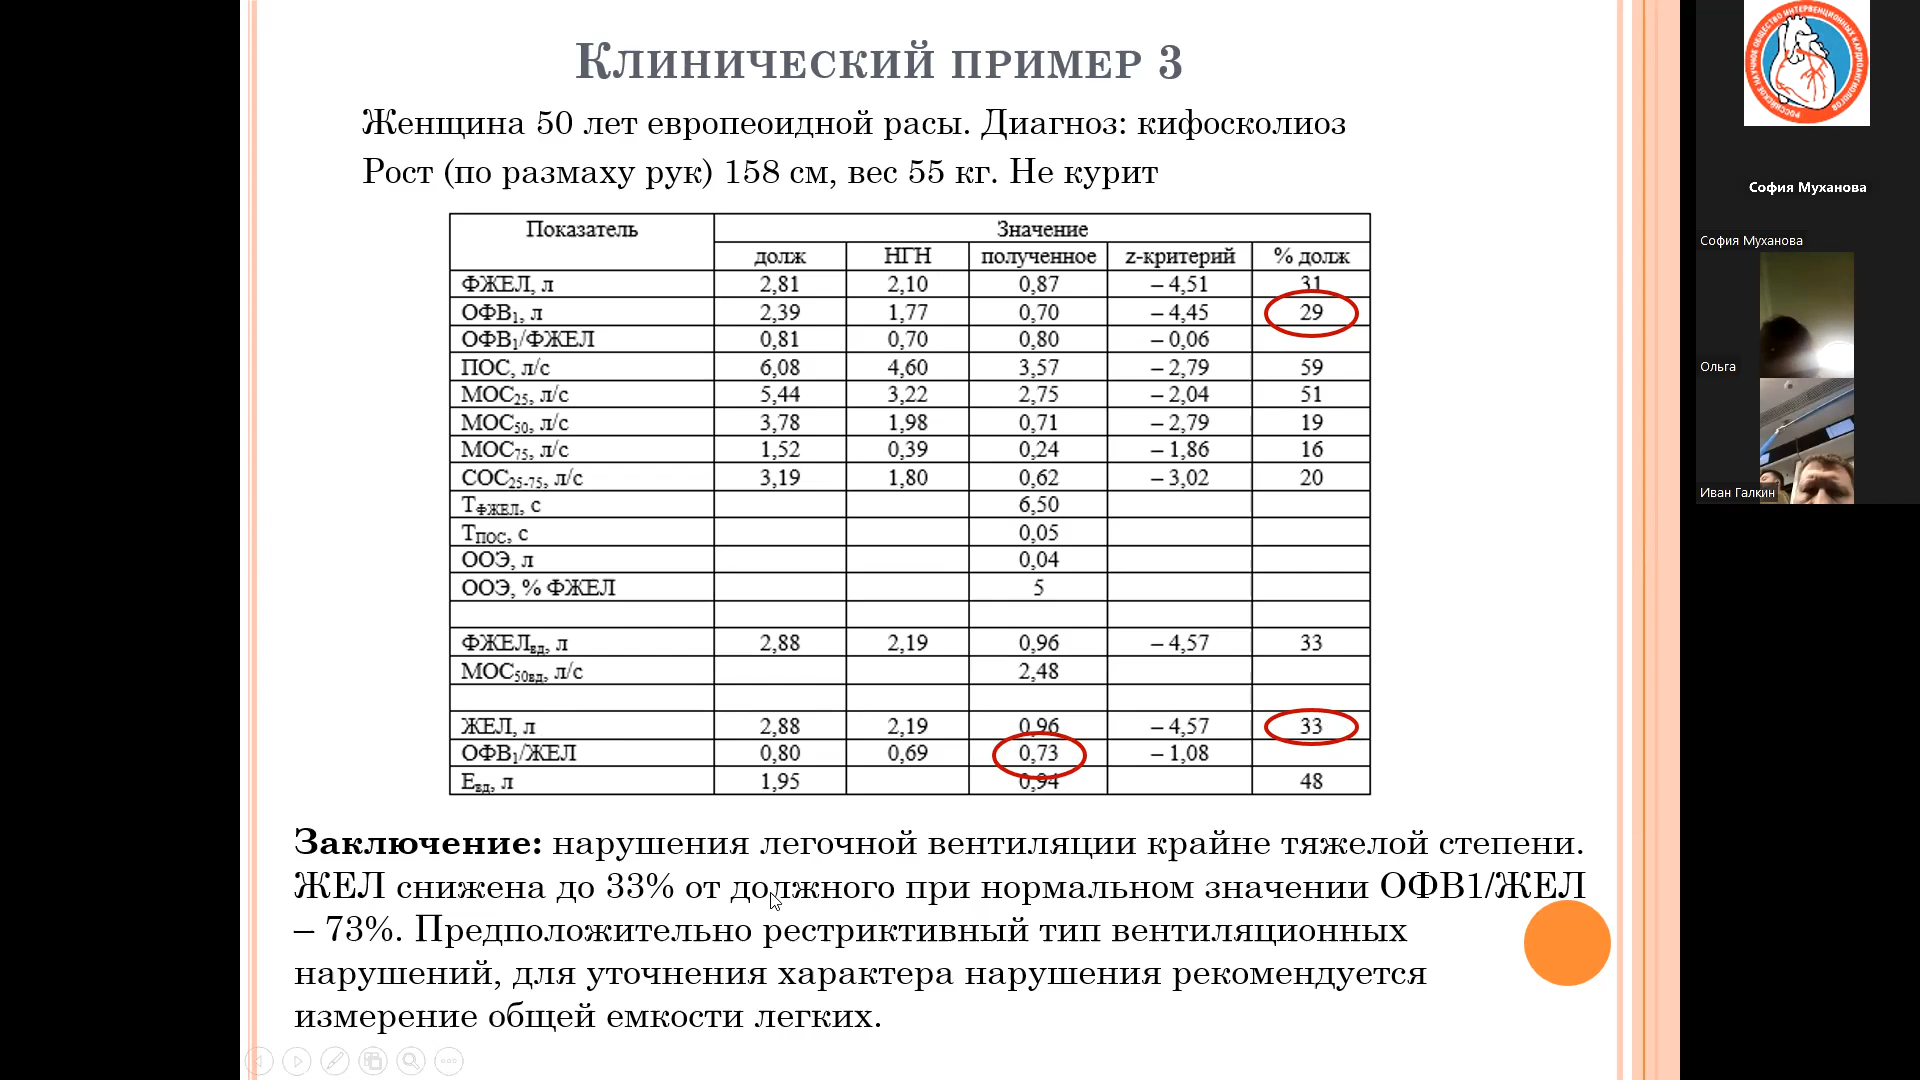 Клинический пример 3
Женщина 50 лет европеоидной расы. Диагноз: кифосколиоз
Рост (по размаху рук) 158 см, вес 55 кг. Не курит
Показатель Значение
долж НГН полученное z-критерий % долж
ФЖЕЛ, л 2,81 2,10 0,87 – 4,51 31
ОФВ1, л 2,39 1,77 0,70 – 4,45 29
ОФВ1/ФЖЕЛ 0,81 0,70 0,80 – 0,06
ПОС, л/с 6,08 4,60 3,57 – 2,79 59
МОС25, л/с 5,44 3,22 2,75 – 2,04 51
МОС50, л/с 3,78 1,98 0,71 – 2,79 19
МОС75, л/с 1,52 0,39 0,24 – 1,86 16
СОС25-75, л/с 3,19 1,80 0,62 – 3,02 20
ТФЖЕЛ, с 6,50
ТПОС, с 0,05
ООЭ, л 0,04
ООЭ, % ФЖЕЛ 5
ФЖЕЛвд, л 2,88 2,19 0,96 – 4,57 33
МОС50вд, л/с 2,48
ЖЕЛ, л 2,88 2,19 0,96 – 4,57 33
ОФВ1/ЖЕЛ 0,80 0,69 0,73 – 1,08
Евд, л 1,95 0,94 48
Заключение: нарушения легочной вентиляции крайне тяжелой степени.
ЖЕЛ снижена до 33% от должного при нормальном значении ОФВ1/ЖЕЛ
– 73%. Предположительно рестриктивный тип вентиляционных
нарушений, для уточнения характера нарушения рекомендуется
измерение общей емкости легких.
РОССИЙСКОЕ НАУЧНОЕ ОБЩЕСТВО ИНТЕРВЕНЦИОННЫХ КАРДИОАНГИОЛОГОВ
София Муханова
София Муханова
Ольга
Иван Галкин